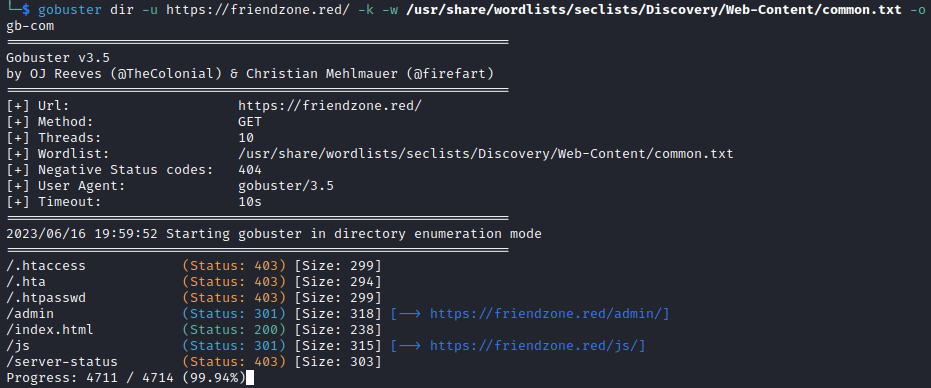 └─$ gobuster dir -u https://friendzone.red/ -k -w /usr/share/wordlists/seclists/Discovery/Web-Content/common.txt -o
gb-com
===============================================================
Gobuster v3.5
by OJ Reeves (@TheColonial) & Christian Mehlmauer (@firefart)
===============================================================
[+] Url:                     https://friendzone.red/
[+] Method:                  GET
[+] Threads:                 10
[+] Wordlist:                /usr/share/wordlists/seclists/Discovery/Web-Content/common.txt
[+] Negative Status codes:   404
[+] User Agent:              gobuster/3.5
[+] Timeout:                 10s
===============================================================
2023/06/16 19:59:52 Starting gobuster in directory enumeration mode
===============================================================
/.htaccess            (Status: 403) [Size: 299]
/.hta                 (Status: 403) [Size: 294]
/.htpasswd            (Status: 403) [Size: 299]
/admin                (Status: 301) [Size: 318] [--> https://friendzone.red/admin/]
/index.html           (Status: 200) [Size: 238]
/js                   (Status: 301) [Size: 315] [--> https://friendzone.red/js/]
/server-status        (Status: 403) [Size: 303]
Progress: 4711 / 4714 (99.94%)